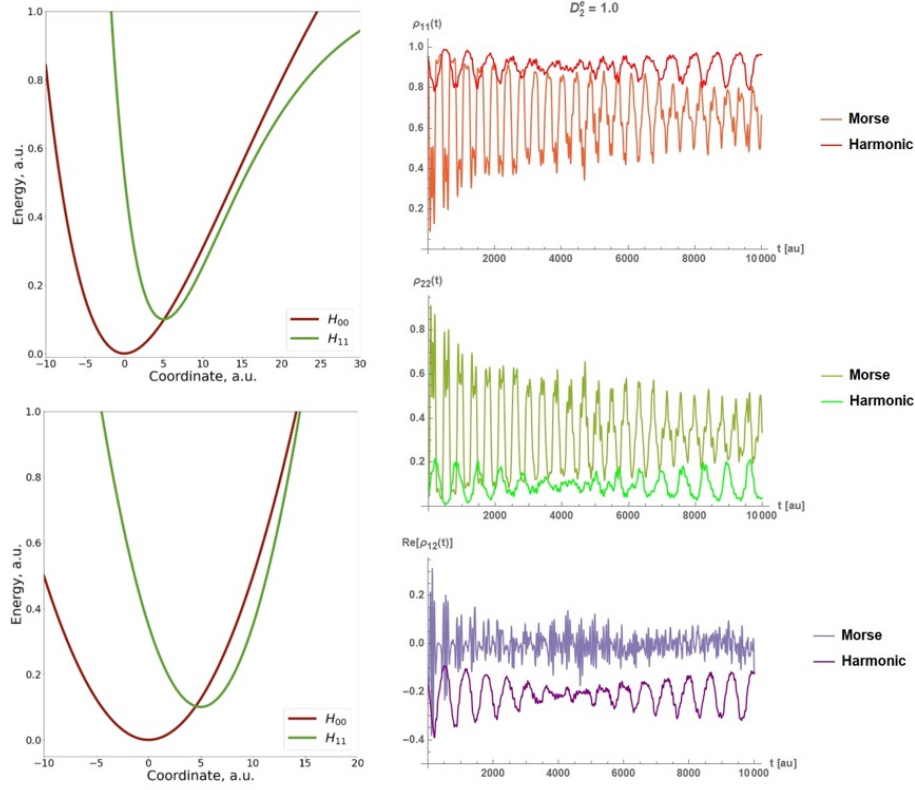 1.0
0.8
0.6
0.4
0.2
0.0
Energy, a.u.
H00
H11
−10 −5 0 5 10 15 20 25 30
Coordinate, a.u.
1.0
0.8
0.6
0.4
0.2
0.0
Energy, a.u.
H00
H11
−10 −5 0 5 10 15 20
Coordinate, a.u.
D₂ᵉ = 1.0
ρ₁₁(t)
1.0
0.8
0.6
0.4
0.2
2000 4000 6000 8000 10000
t [au]
Morse
Harmonic
ρ₂₂(t)
0.8
0.6
0.4
0.2
2000 4000 6000 8000 10000
t [au]
Morse
Harmonic
Re[ρ₁₂(t)]
0.2
0.0
−0.2
−0.4
2000 4000 6000 8000 10000
t [au]
Morse
Harmonic